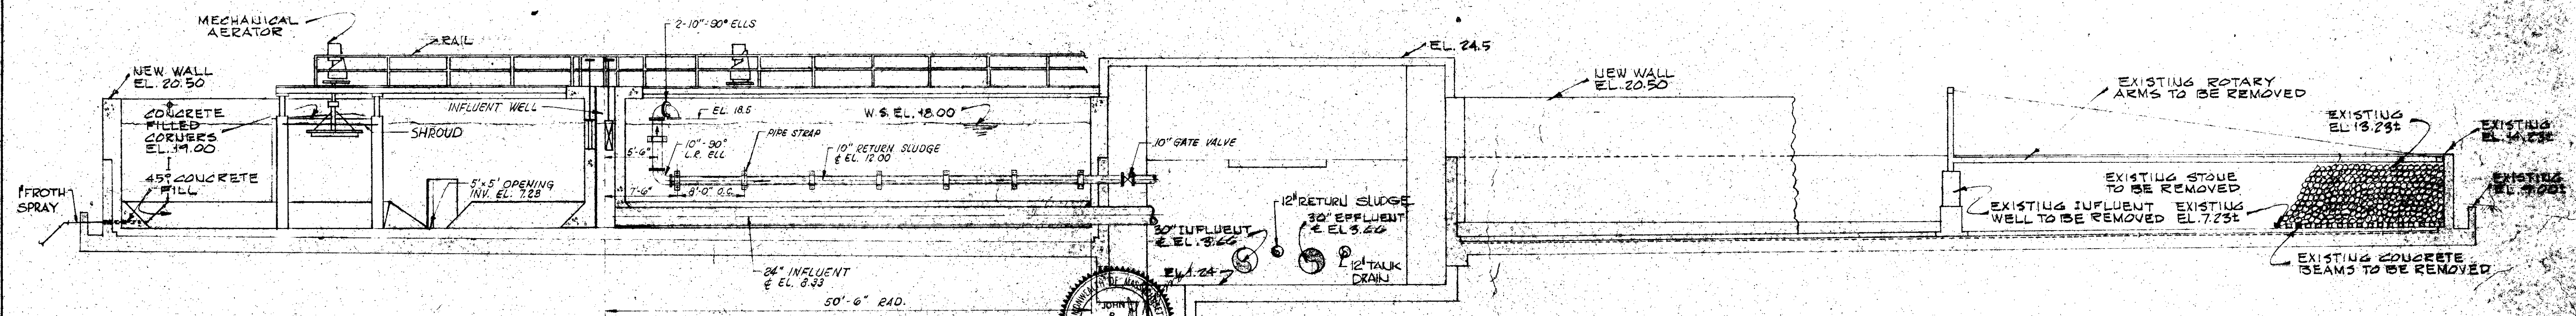 MECHANICAL
AERATOR
RAIL
2-10"-90° ELLS
EL. 24.5
NEW WALL
EL. 20.50
NEW WALL
EL. 20.50
EXISTING ROTARY
ARMS TO BE REMOVED
CONCRETE
FILLED
CORNERS
EL. 19.00
INFLUENT WELL
EL. 18.5
W.S. EL. 18.00
SHROUD
PIPE STRAP
EXISTING
EL 13.23±
EXISTING
5'-6"
10"-90°
L.R. ELL
10" RETURN SLUDGE
℄ EL. 12.00
10" GATE VALVE
45° CONCRETE
FILL
1" FROTH
SPRAY
5'x5' OPENING
INV. EL. 7.28
7'-6"
8'-0" O.C.
EXISTING STONE
TO BE REMOVED
EXISTING
12" RETURN SLUDGE
30" INFLUENT
℄ EL. 3.66
30" EFFLUENT
℄ EL 3.66
EXISTING INFLUENT
WELL TO BE REMOVED
EXISTING
EL. 7.23±
24" INFLUENT
℄ EL. 8.33
12" TANK
DRAIN
EXISTING CONCRETE
BEAMS TO BE REMOVED
50'-6" RAD.
JOHN